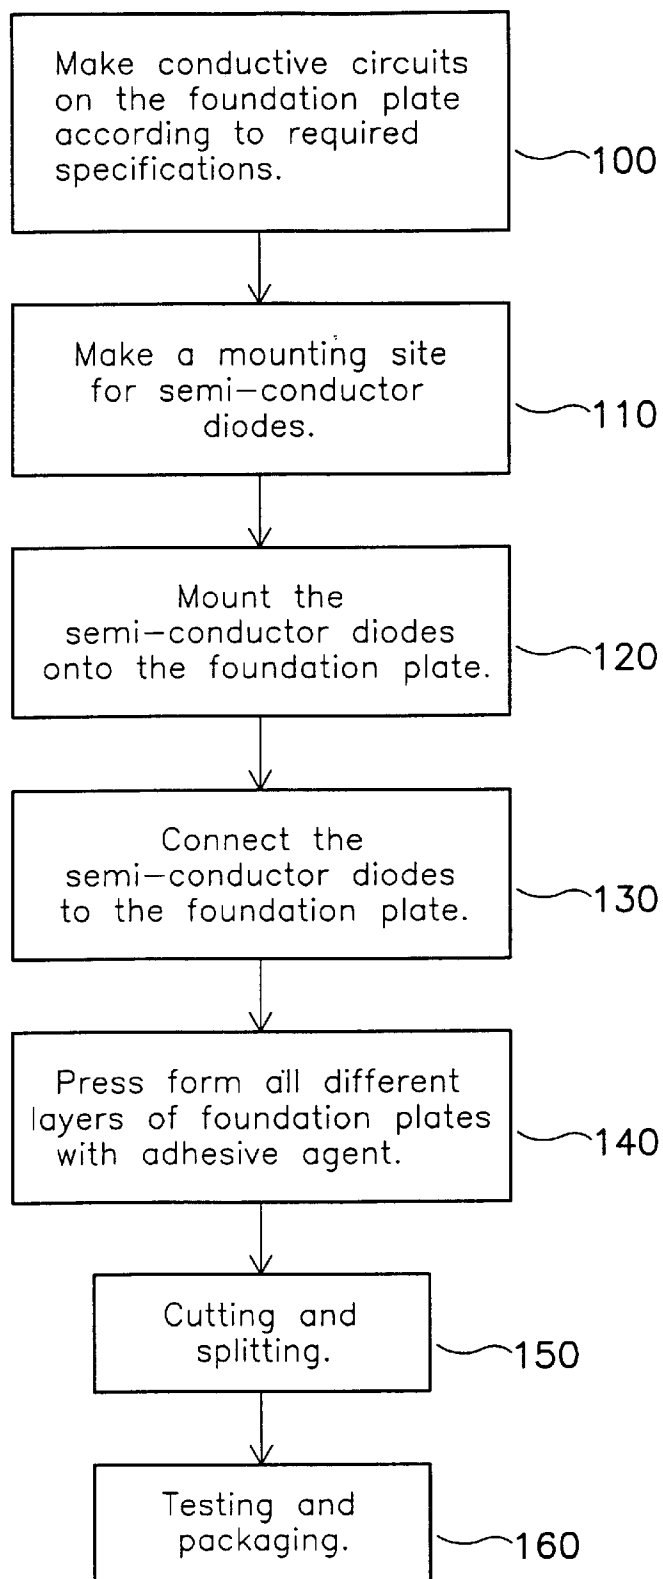 Make conductive circuits
on the foundation plate
according to required
specifications.
100
Make a mounting site
for semi-conductor
diodes.
110
Mount the
semi-conductor diodes
onto the foundation plate.
120
Connect the
semi-conductor diodes
to the foundation plate.
130
Press form all different
layers of foundation plates
with adhesive agent.
140
Cutting and
splitting.
150
Testing and
packaging.
160